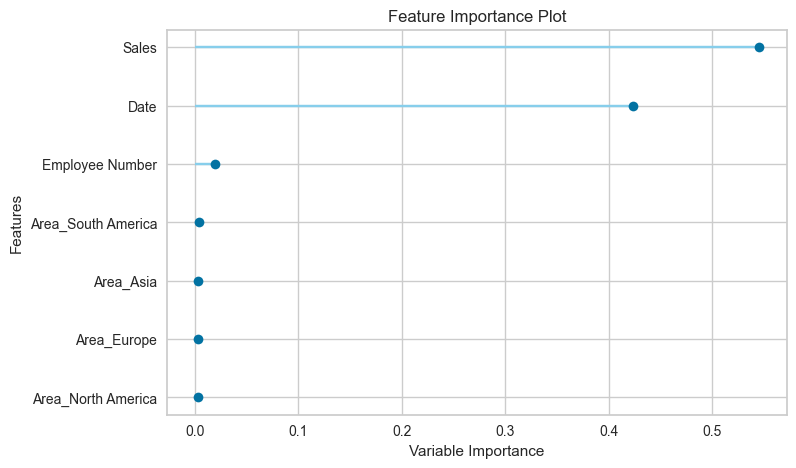 Feature Importance Plot
Sales
Date
Employee Number
Area_South America
Area_Asia
Area_Europe
Area_North America
Features
0.0 0.1 0.2 0.3 0.4 0.5
Variable Importance